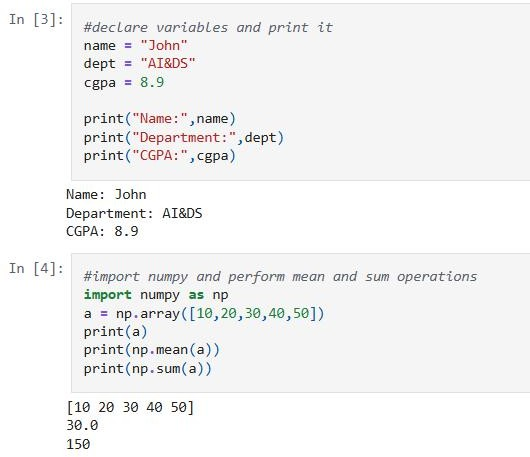 In [3]:
#declare variables and print it
name = "John"
dept = "AI&DS"
cgpa = 8.9
print("Name:",name)
print("Department:",dept)
print("CGPA:",cgpa)
Name: John
Department: AI&DS
CGPA: 8.9
In [4]:
#import numpy and perform mean and sum operations
import numpy as np
a = np.array([10,20,30,40,50])
print(a)
print(np.mean(a))
print(np.sum(a))
[10 20 30 40 50]
30.0
150